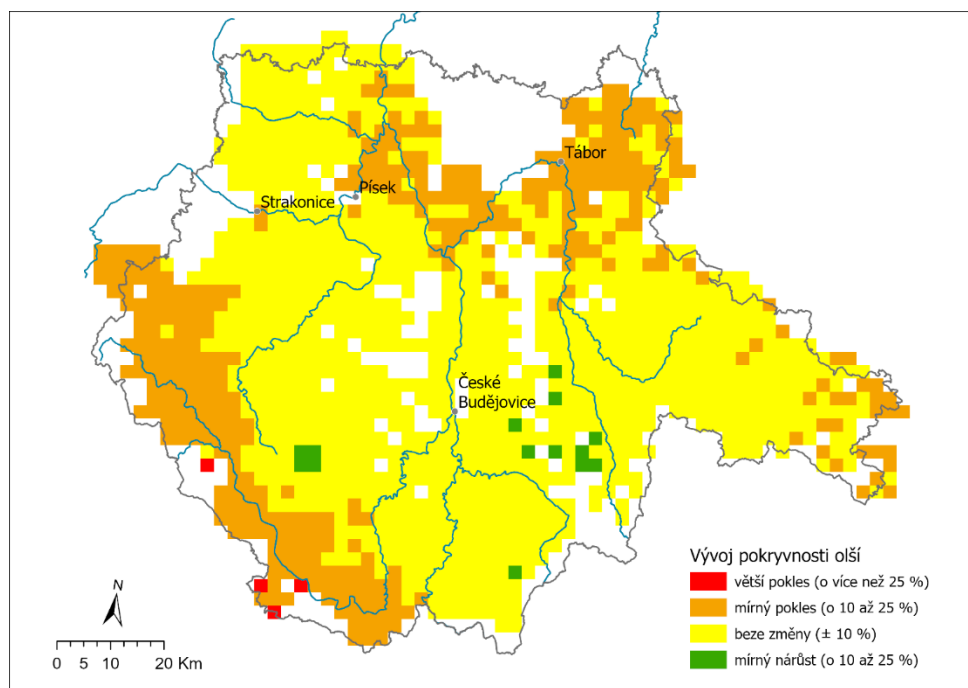 Tábor
Písek
Strakonice
České
Budějovice
N
0 5 10 20 Km
Vývoj pokryvnosti olší
větší pokles (o více než 25 %)
mírný pokles (o 10 až 25 %)
beze změny (± 10 %)
mírný nárůst (o 10 až 25 %)